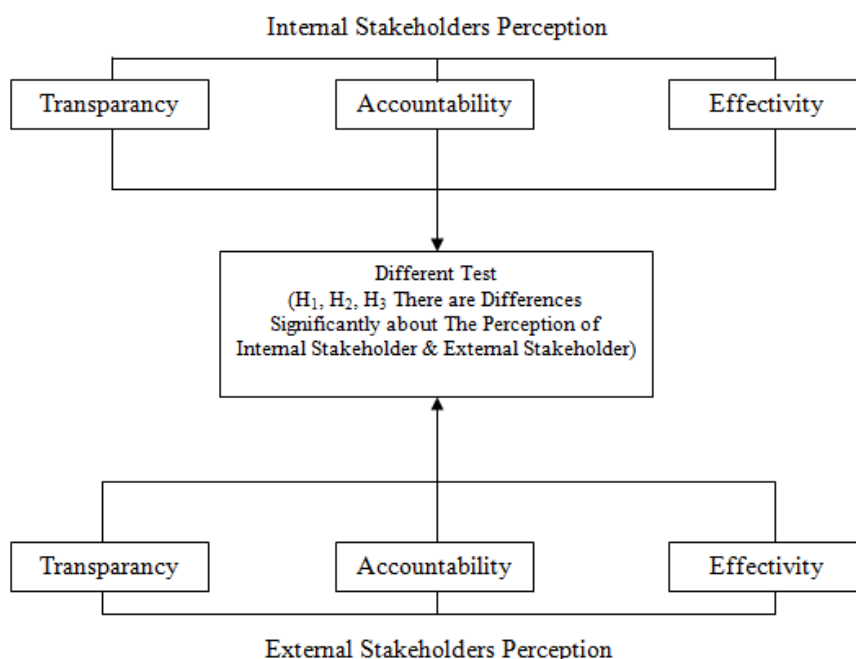 Internal Stakeholders Perception
Transparancy
Accountability
Effectivity
Different Test
(H₁, H₂, H₃ There are Differences
Significantly about The Perception of
Internal Stakeholder & External Stakeholder)
Transparancy
Accountability
Effectivity
External Stakeholders Perception